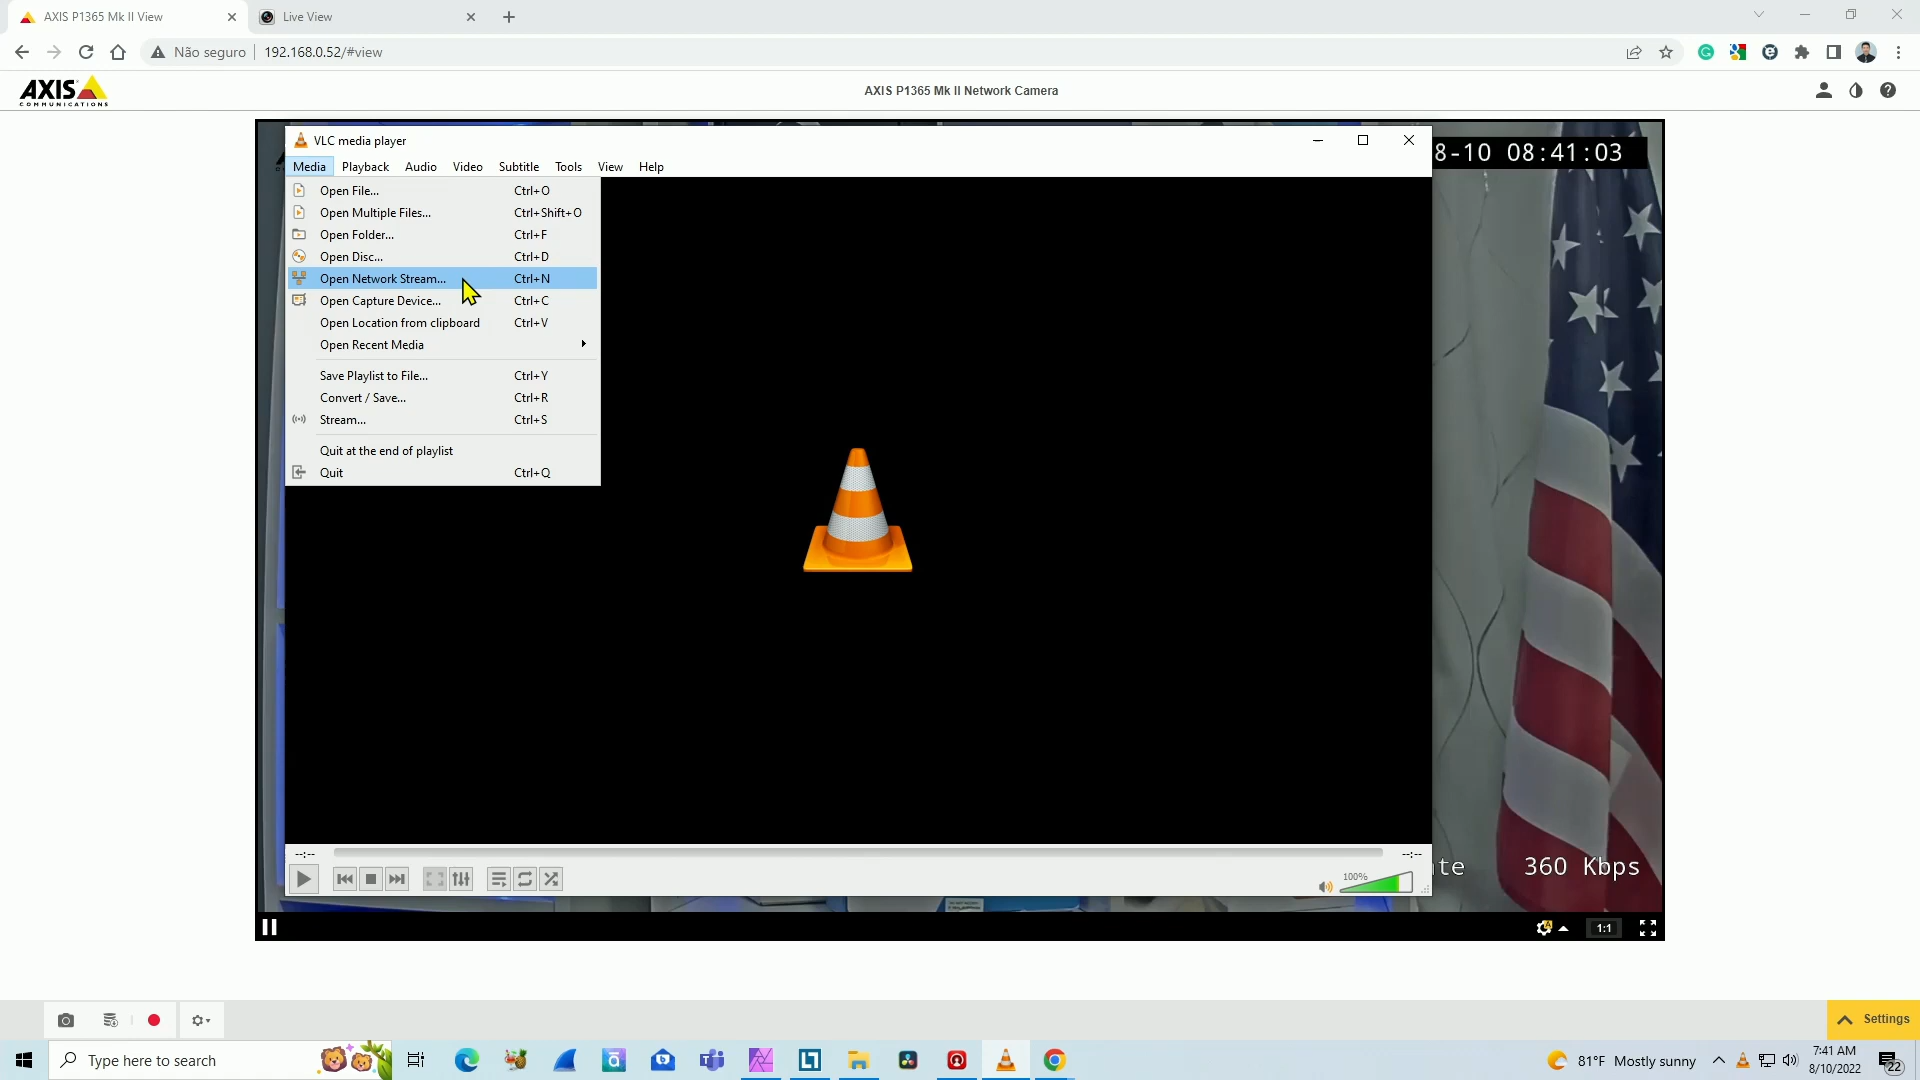 AXIS P1365 Mk II View
Live View
Não seguro
192.168.0.52/#view
AXIS
COMMUNICATIONS
AXIS P1365 Mk II Network Camera
VLC media player
8-10 08:41:03
Media Playback Audio Video Subtitle Tools View Help
Open File... Ctrl+O
Open Multiple Files... Ctrl+Shift+O
Open Folder... Ctrl+F
Open Disc... Ctrl+D
Open Network Stream... Ctrl+N
Open Capture Device... Ctrl+C
Open Location from clipboard Ctrl+V
Open Recent Media
Save Playlist to File... Ctrl+Y
Convert / Save... Ctrl+R
Stream... Ctrl+S
Quit at the end of playlist
Quit Ctrl+Q
--:-- --:--
100%
te 360 Kbps
1:1
Settings
Type here to search
81°F Mostly sunny
7:41 AM
8/10/2022
22